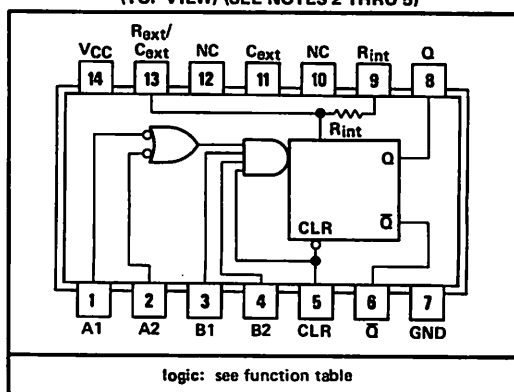 (TOP VIEW) (SEE NOTES 2 THRU 5)
Rext/
VCC Cext NC Cext NC Rint Q
14 13 12 11 10 9 8
Rint
Q
CLR Q̅
1 2 3 4 5 6 7
A1 A2 B1 B2 CLR Q̅ GND
logic: see function table